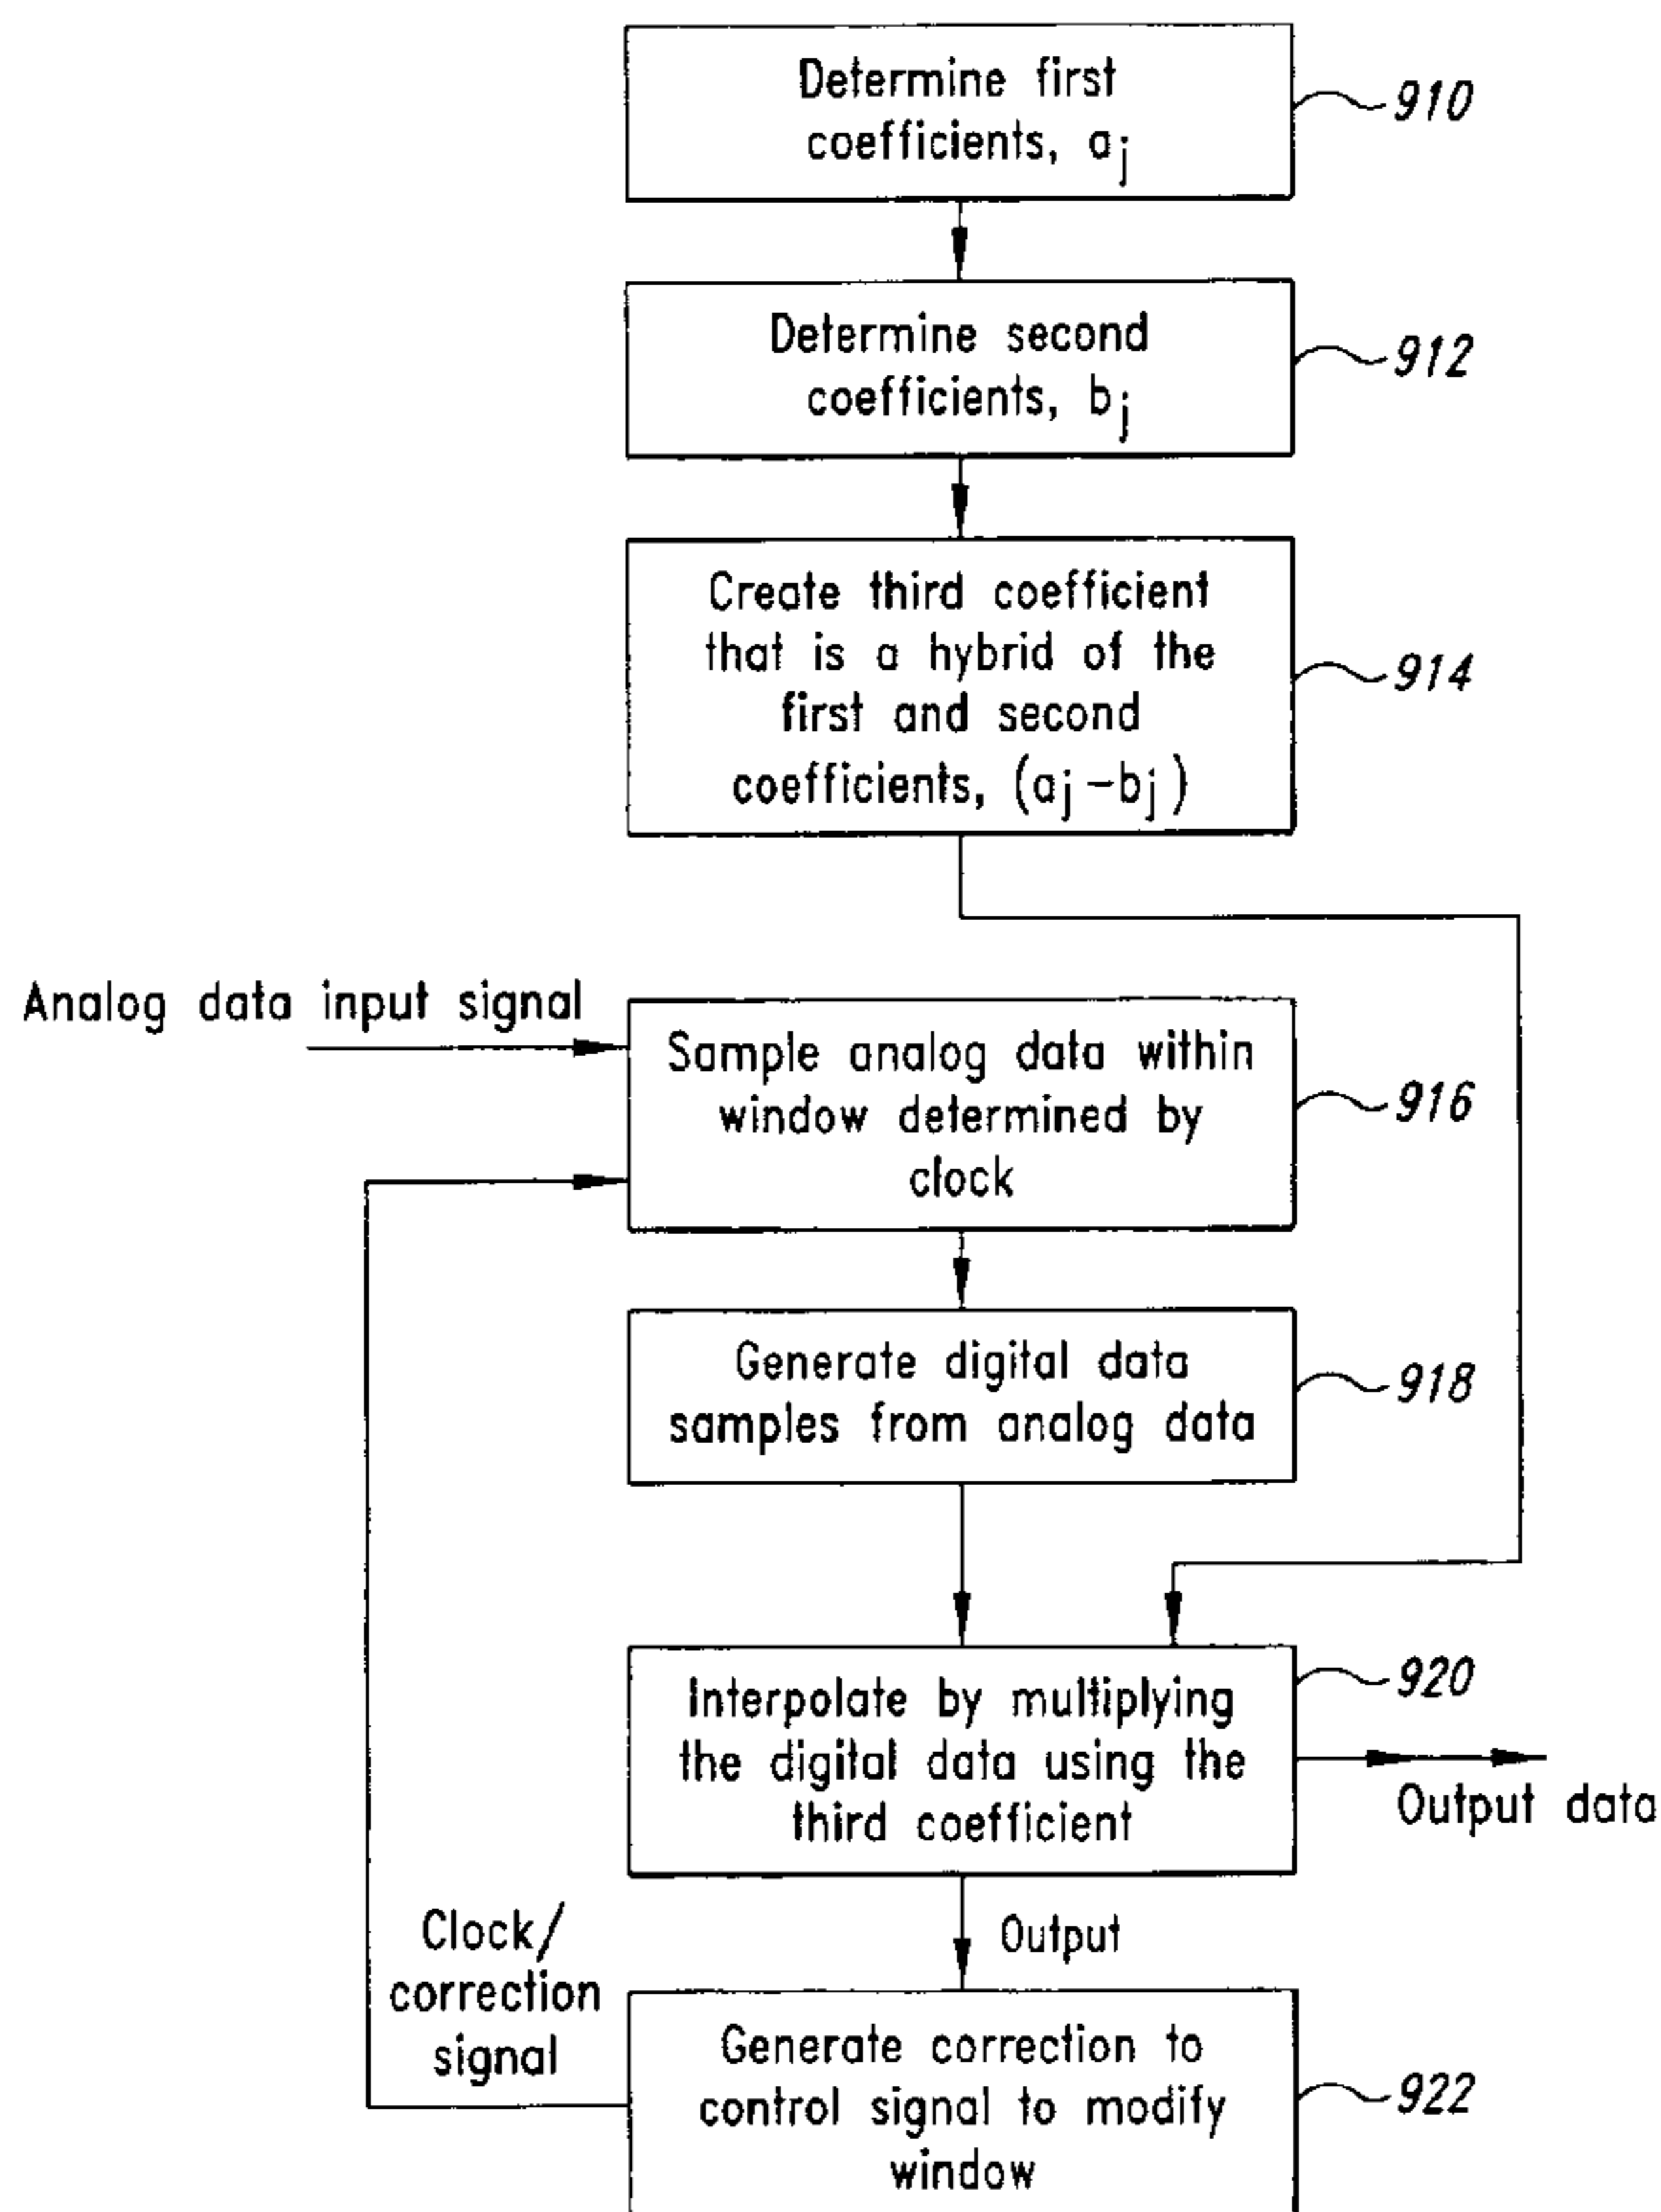 Determine first
coefficients, aj
910
Determine second
coefficients, bj
912
Create third coefficient
that is a hybrid of the
first and second
coefficients, (aj-bj)
914
Analog data input signal
Sample analog data within
window determined by
clock
916
Generate digital data
samples from analog data
918
Interpolate by multiplying
the digital data using the
third coefficient
920
Output data
Output
Clock/
correction
signal
Generate correction to
control signal to modify
window
922